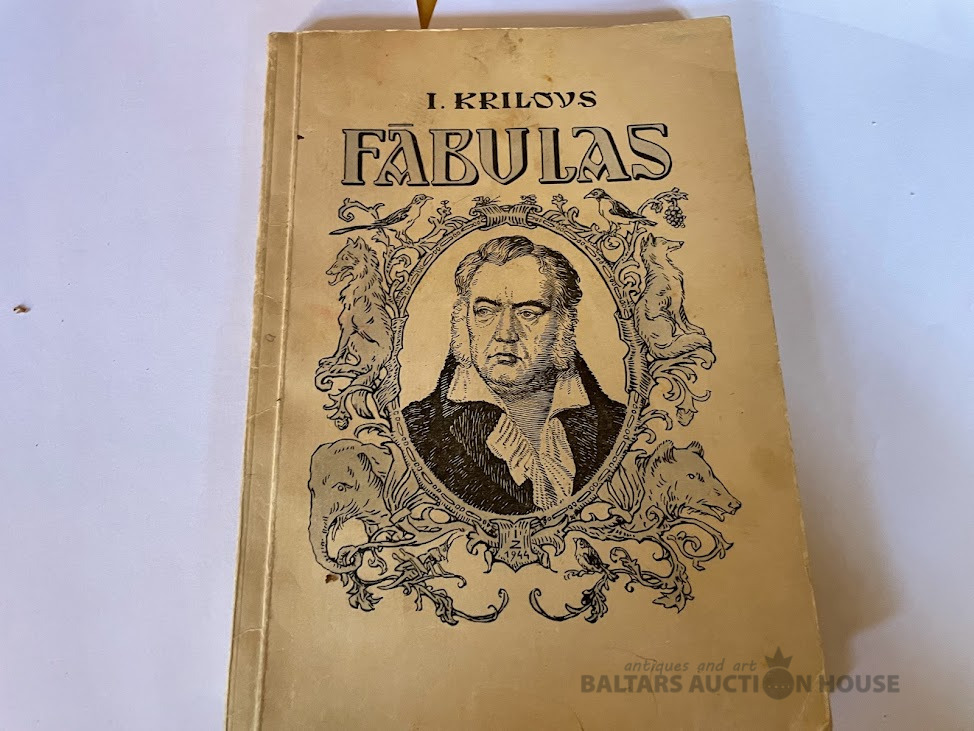 I. KRILOVS
FĀBULAS
1944
antiques and art
BALTARS AUCTION HOUSE